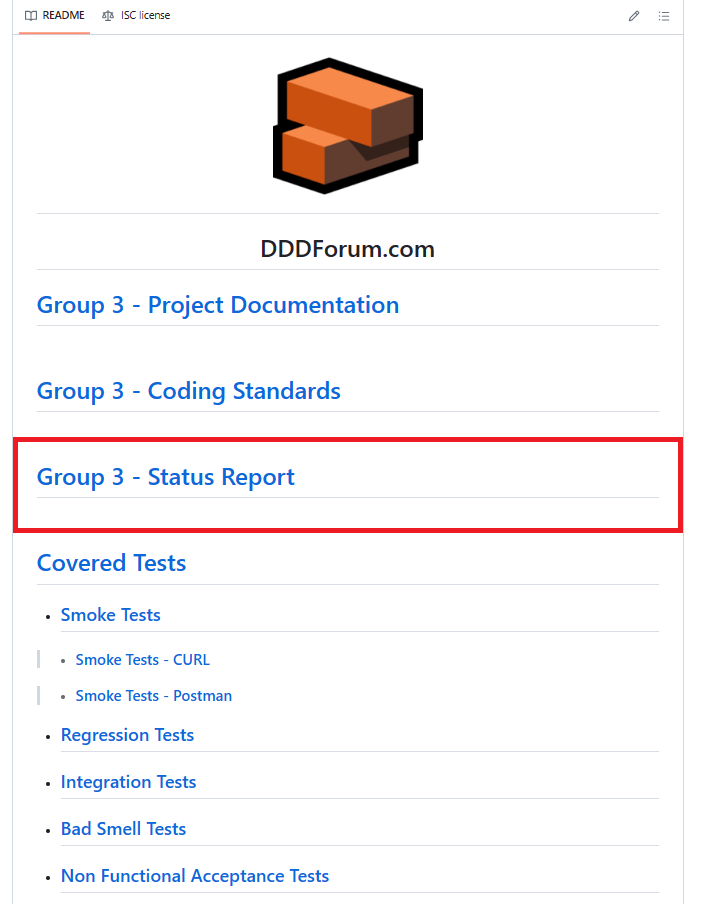 README
ISC license
DDDForum.com
Group 3 - Project Documentation
Group 3 - Coding Standards
Group 3 - Status Report
Covered Tests
Smoke Tests
Smoke Tests - CURL
Smoke Tests - Postman
Regression Tests
Integration Tests
Bad Smell Tests
Non Functional Acceptance Tests